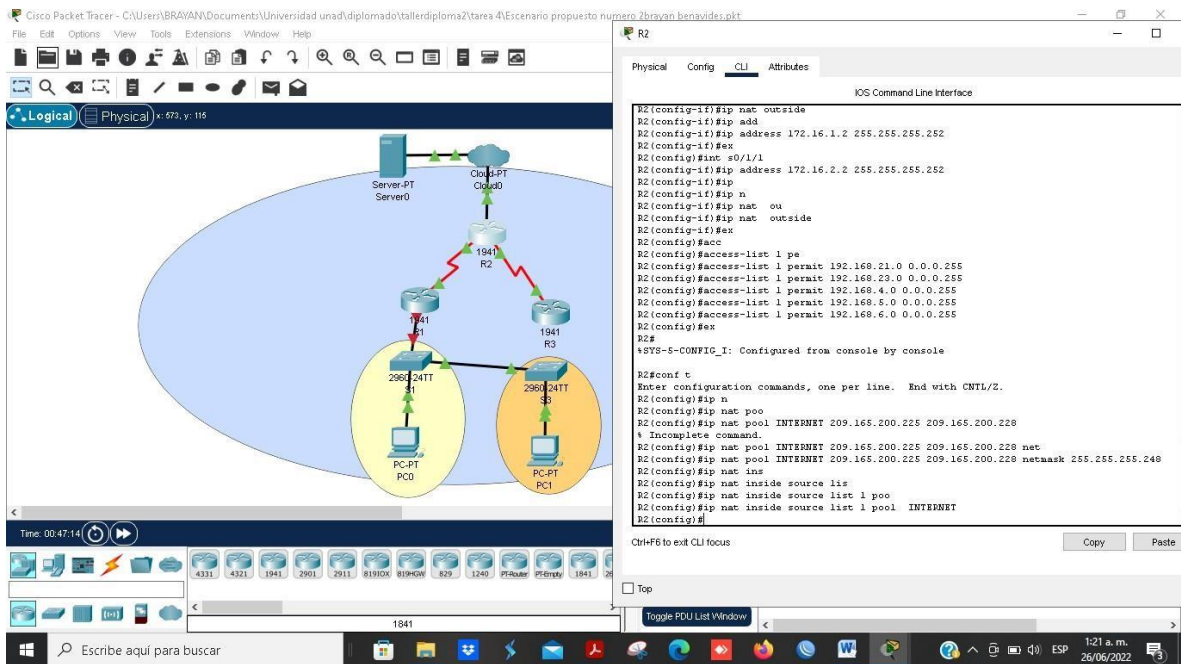 Cisco Packet Tracer - C:\Users\BRAYAN\Documents\Universidad unad\diplomado\tallerdiploma2\tarea 4\Escenario propuesto numero 2brayan benavides.pkt
File Edit Options View Tools Extensions Window Help
Logical Physical x: 573, y: 115
Server-PT
Server0
Cloud-PT
Cloud0
1941
R2
1941
R1
1941
R3
2960-24TT
S1
2960-24TT
S3
PC-PT
PC0
PC-PT
PC1
Time: 00:47:14
4331 4321 1941 2901 2911 819IOX 819HGW 829 1240 PT-Router PT-Empty 1841
1841
R2
Physical Config CLI Attributes
IOS Command Line Interface
R2(config-if)#ip nat outside
R2(config-if)#ip add
R2(config-if)#ip address 172.16.1.2 255.255.255.252
R2(config-if)#ex
R2(config)#int s0/1/1
R2(config-if)#ip address 172.16.2.2 255.255.255.252
R2(config-if)#ip
R2(config-if)#ip n
R2(config-if)#ip nat ou
R2(config-if)#ip nat outside
R2(config-if)#ex
R2(config)#acc
R2(config)#access-list 1 pe
R2(config)#access-list 1 permit 192.168.21.0 0.0.0.255
R2(config)#access-list 1 permit 192.168.23.0 0.0.0.255
R2(config)#access-list 1 permit 192.168.4.0 0.0.0.255
R2(config)#access-list 1 permit 192.168.5.0 0.0.0.255
R2(config)#access-list 1 permit 192.168.6.0 0.0.0.255
R2(config)#ex
R2#
%SYS-5-CONFIG_I: Configured from console by console
R2#conf t
Enter configuration commands, one per line. End with CNTL/Z.
R2(config)#ip n
R2(config)#ip nat poo
R2(config)#ip nat pool INTERNET 209.165.200.225 209.165.200.228
% Incomplete command.
R2(config)#ip nat pool INTERNET 209.165.200.225 209.165.200.228 net
R2(config)#ip nat pool INTERNET 209.165.200.225 209.165.200.228 netmask 255.255.255.248
R2(config)#ip nat ins
R2(config)#ip nat inside source lis
R2(config)#ip nat inside source list 1 poo
R2(config)#ip nat inside source list 1 pool INTERNET
R2(config)#
Ctrl+F6 to exit CLI focus
Copy Paste
Top
Toggle PDU List Window
Escribe aquí para buscar
ESP
1:21 a. m.
26/06/2022